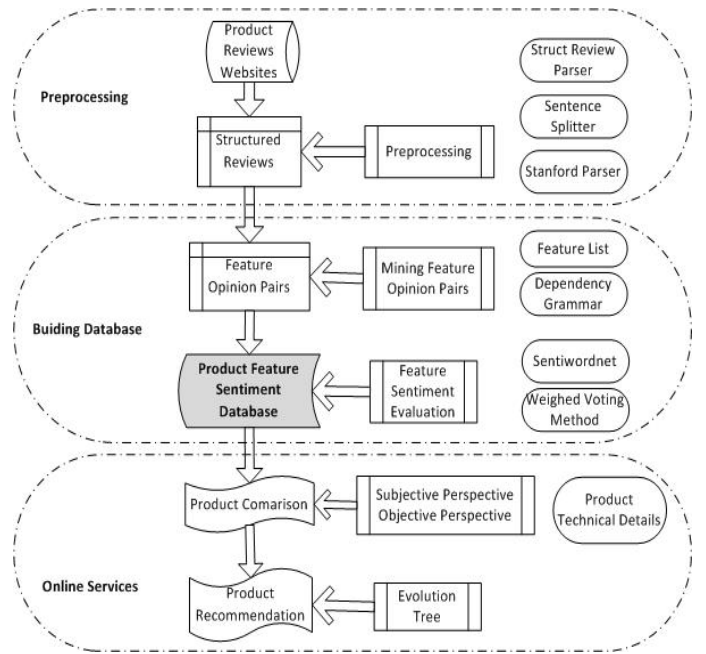 Product
Reviews
Websites
Struct Review
Parser
Preprocessing
Sentence
Splitter
Structured
Reviews
Preprocessing
Stanford Parser
Feature List
Feature
Opinion Pairs
Mining Feature
Opinion Pairs
Dependency
Grammar
Buiding Database
Product Feature
Sentiment
Database
Feature
Sentiment
Evaluation
Sentiwordnet
Weighed Voting
Method
Product Comarison
Subjective Perspective
Objective Perspective
Product
Technical Details
Online Services
Product
Recommendation
Evolution
Tree